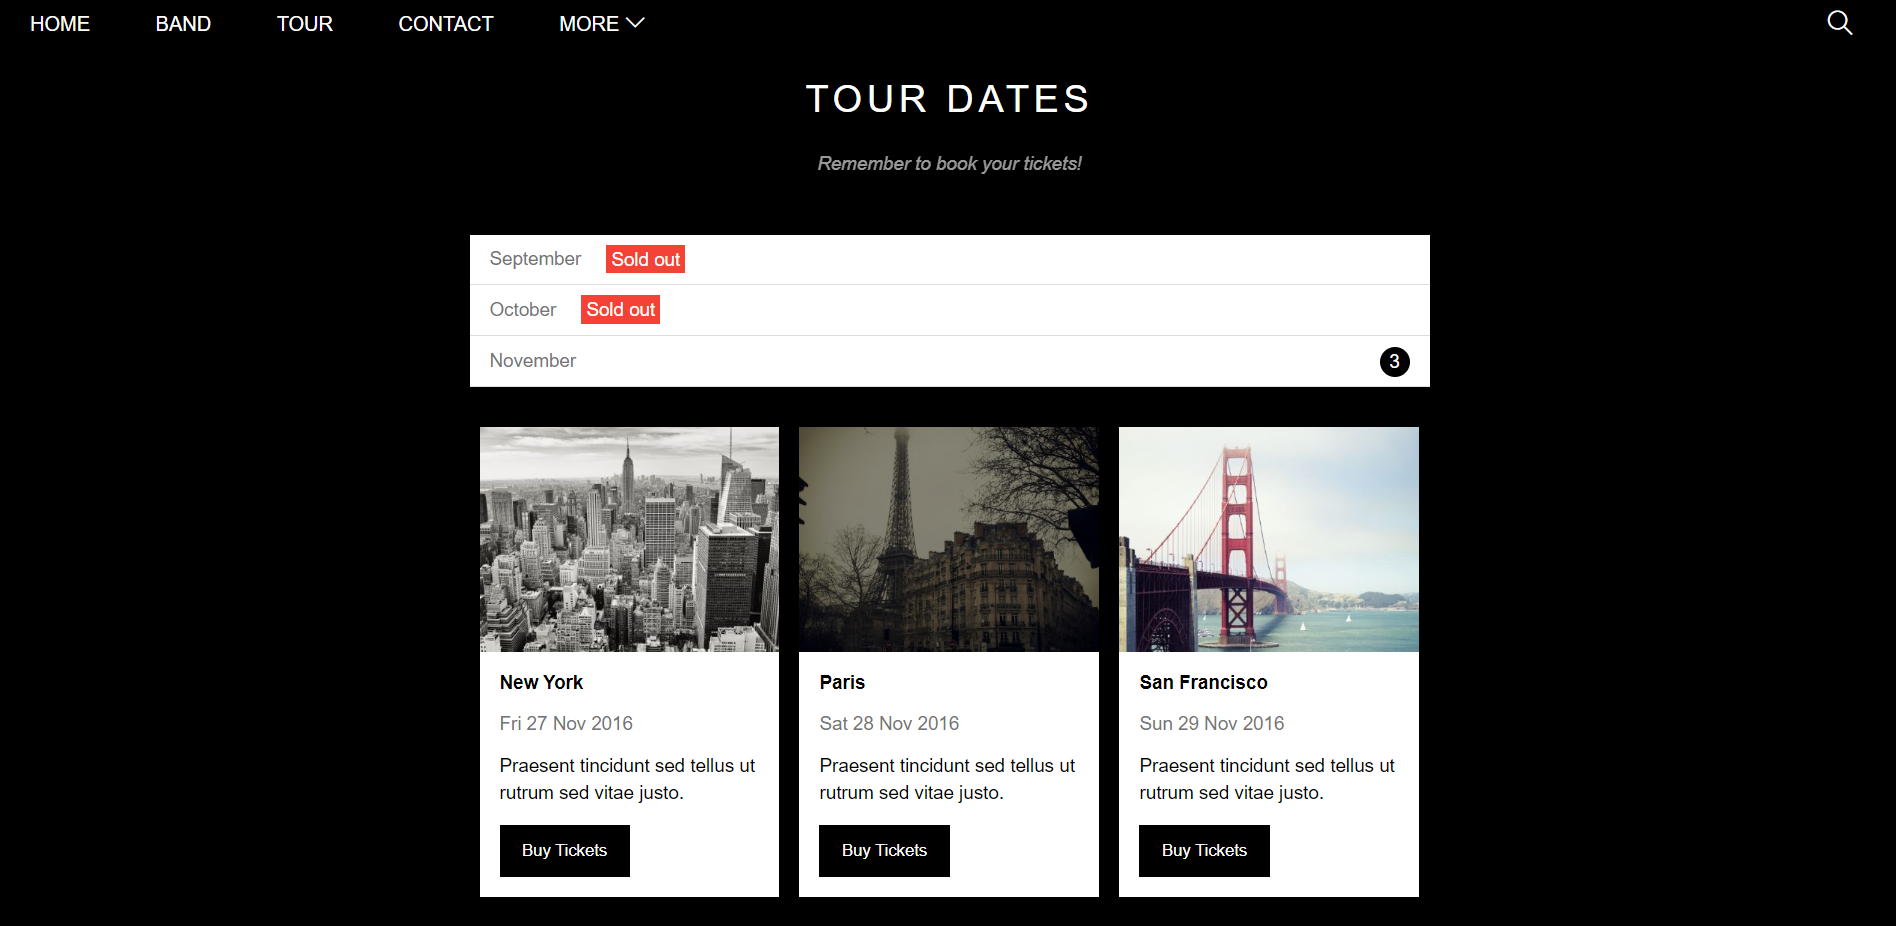 HOME BAND TOUR CONTACT MORE
TOUR DATES
Remember to book your tickets!
September Sold out
October Sold out
November 3
New York
Fri 27 Nov 2016
Praesent tincidunt sed tellus ut
rutrum sed vitae justo.
Buy Tickets
Paris
Sat 28 Nov 2016
Praesent tincidunt sed tellus ut
rutrum sed vitae justo.
Buy Tickets
San Francisco
Sun 29 Nov 2016
Praesent tincidunt sed tellus ut
rutrum sed vitae justo.
Buy Tickets